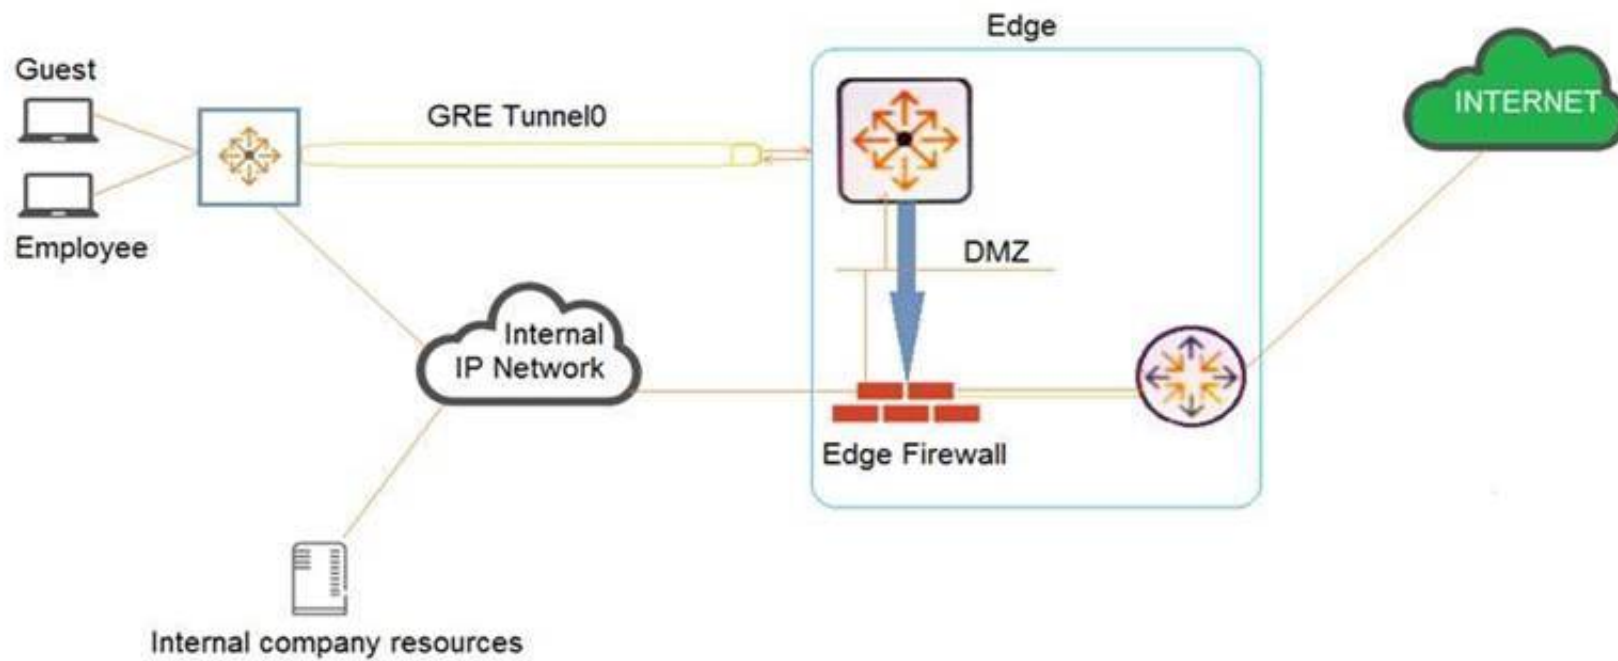 Edge
Guest
INTERNET
GRE Tunnel0
Employee
DMZ
Internal
IP Network
Edge Firewall
Internal company resources